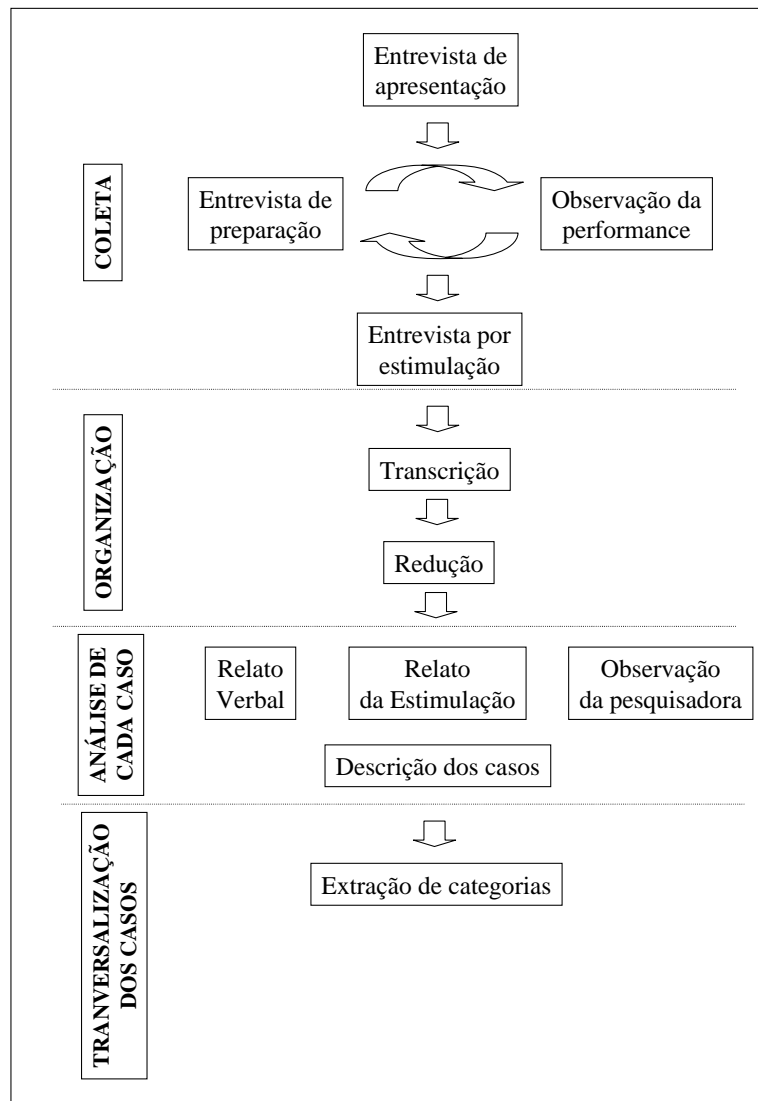 Entrevista de
apresentação
COLETA
Entrevista de
preparação
Observação da
performance
Entrevista por
estimulação
ORGANIZAÇÃO
Transcrição
Redução
ANÁLISE DE
CADA CASO
Relato
Verbal
Relato
da Estimulação
Observação
da pesquisadora
Descrição dos casos
TRANVERSALIZAÇÃO
DOS CASOS
Extração de categorias